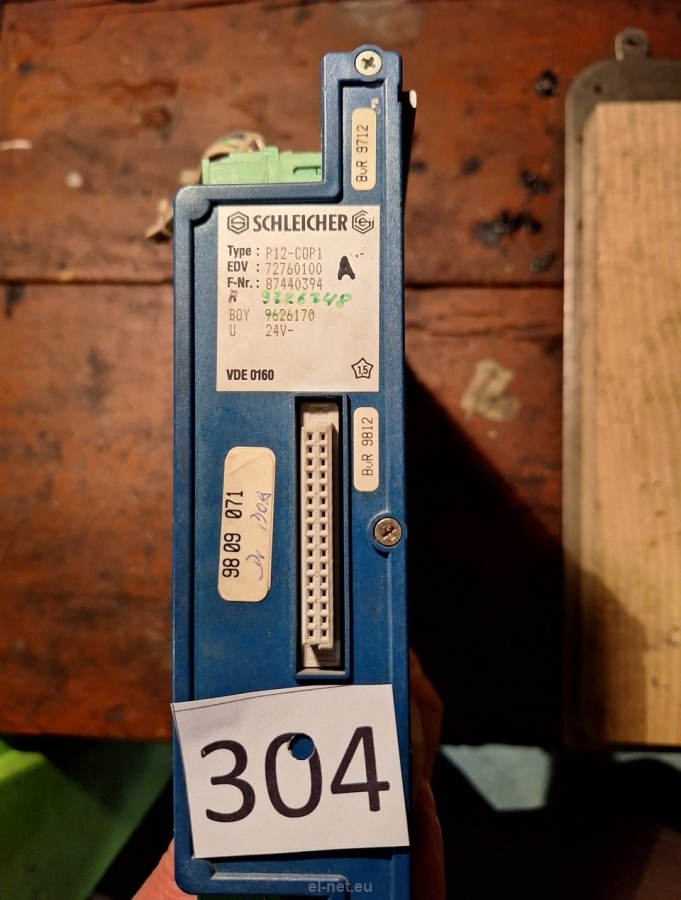 BuR 9712
SCHLEICHER
Type : P12-COP1
EDV : 72760100 A
F-Nr. : 87440394
A 9226248
BOY 9626170
U 24V-
VDE 0160
15
BuR 9812
98 09 071
304
el-net.eu